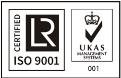 CERTIFIED
LR
ISO 9001
UKAS
MANAGEMENT
SYSTEMS
001